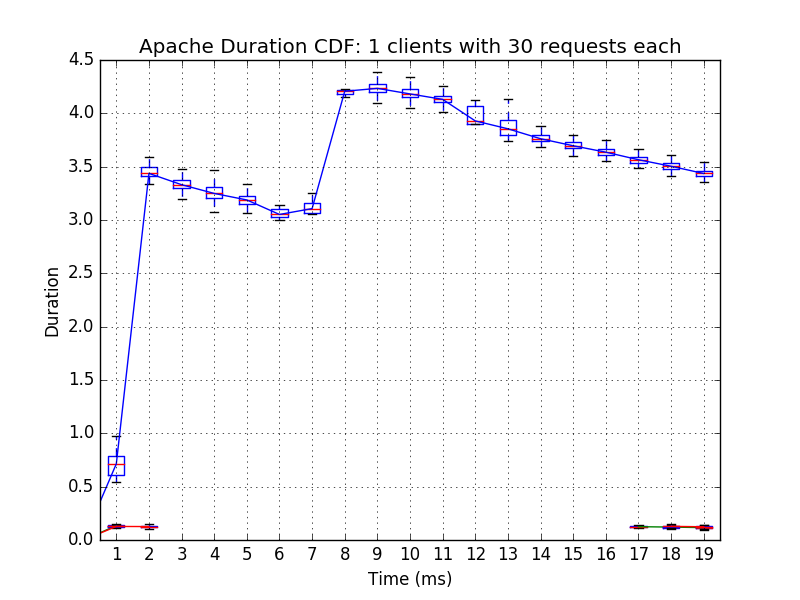 Apache Duration CDF: 1 clients with 30 requests each
4.5
4.0
3.5
3.0
2.5
2.0
1.5
1.0
0.5
0.0
Duration
1 2 3 4 5 6 7 8 9 10 11 12 13 14 15 16 17 18 19
Time (ms)